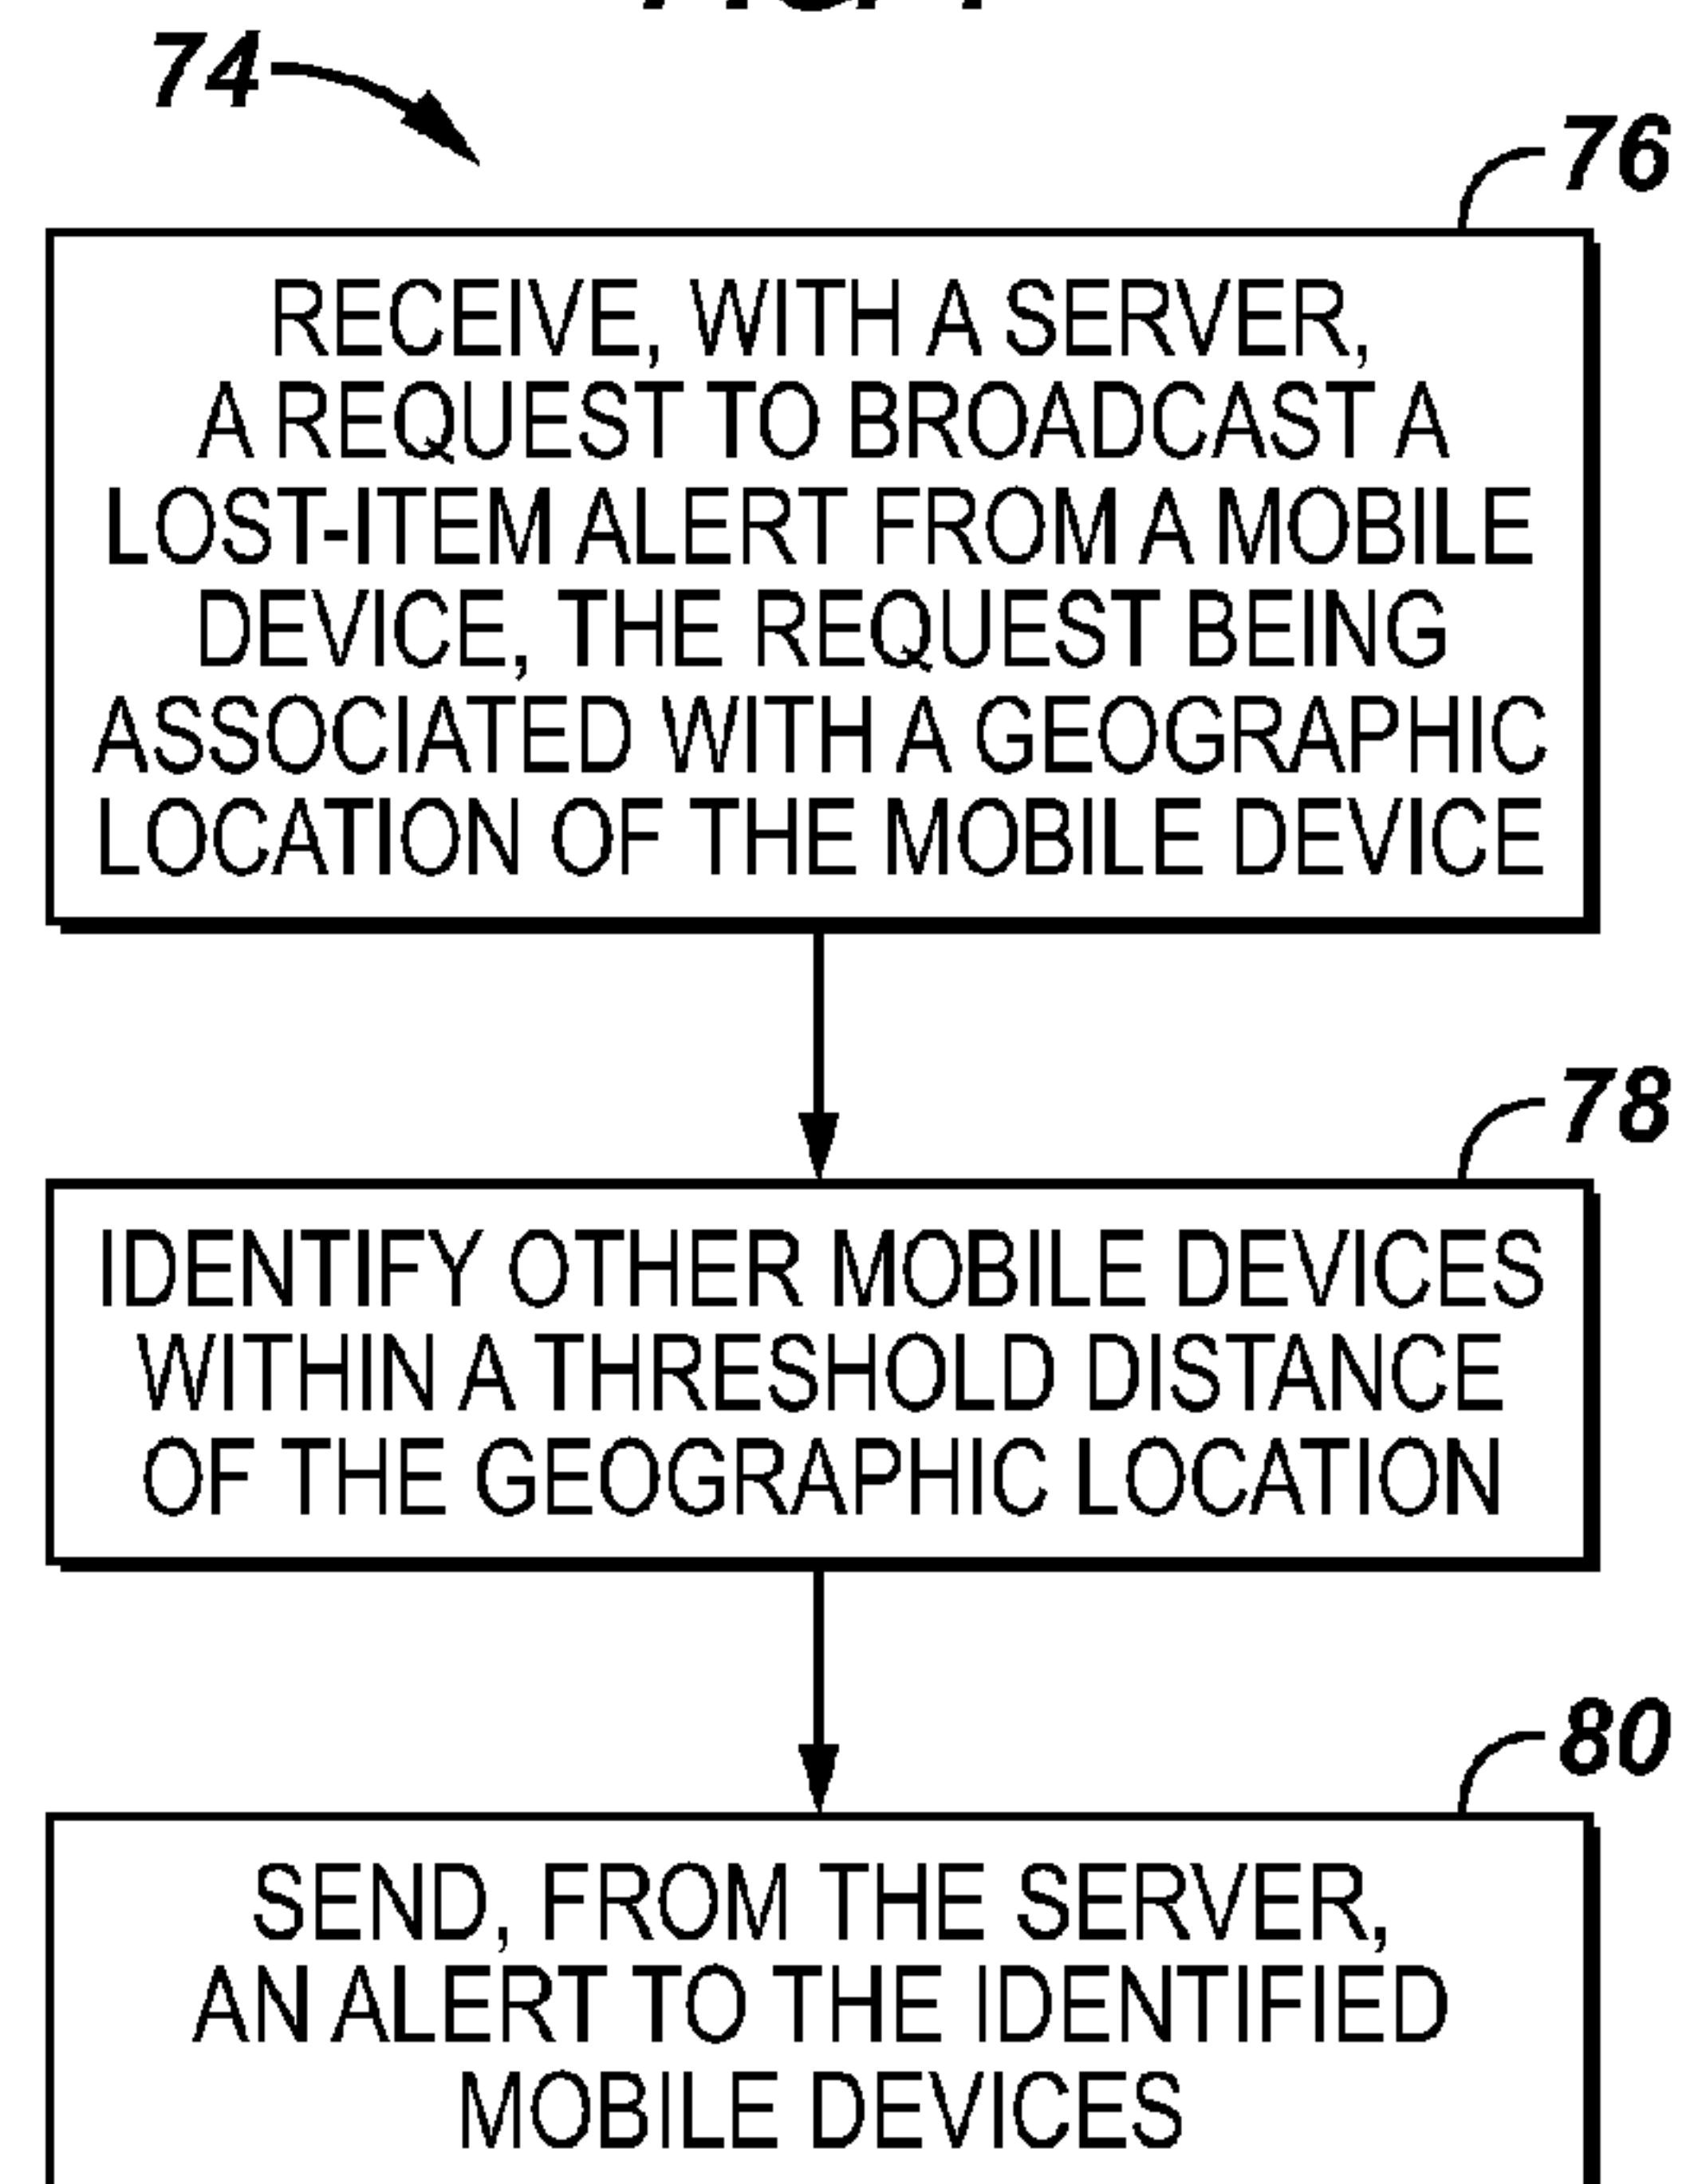 74
76
RECEIVE, WITH A SERVER,
A REQUEST TO BROADCAST A
LOST-ITEM ALERT FROM A MOBILE
DEVICE, THE REQUEST BEING
ASSOCIATED WITH A GEOGRAPHIC
LOCATION OF THE MOBILE DEVICE
78
IDENTIFY OTHER MOBILE DEVICES
WITHIN A THRESHOLD DISTANCE
OF THE GEOGRAPHIC LOCATION
80
SEND, FROM THE SERVER,
AN ALERT TO THE IDENTIFIED
MOBILE DEVICES